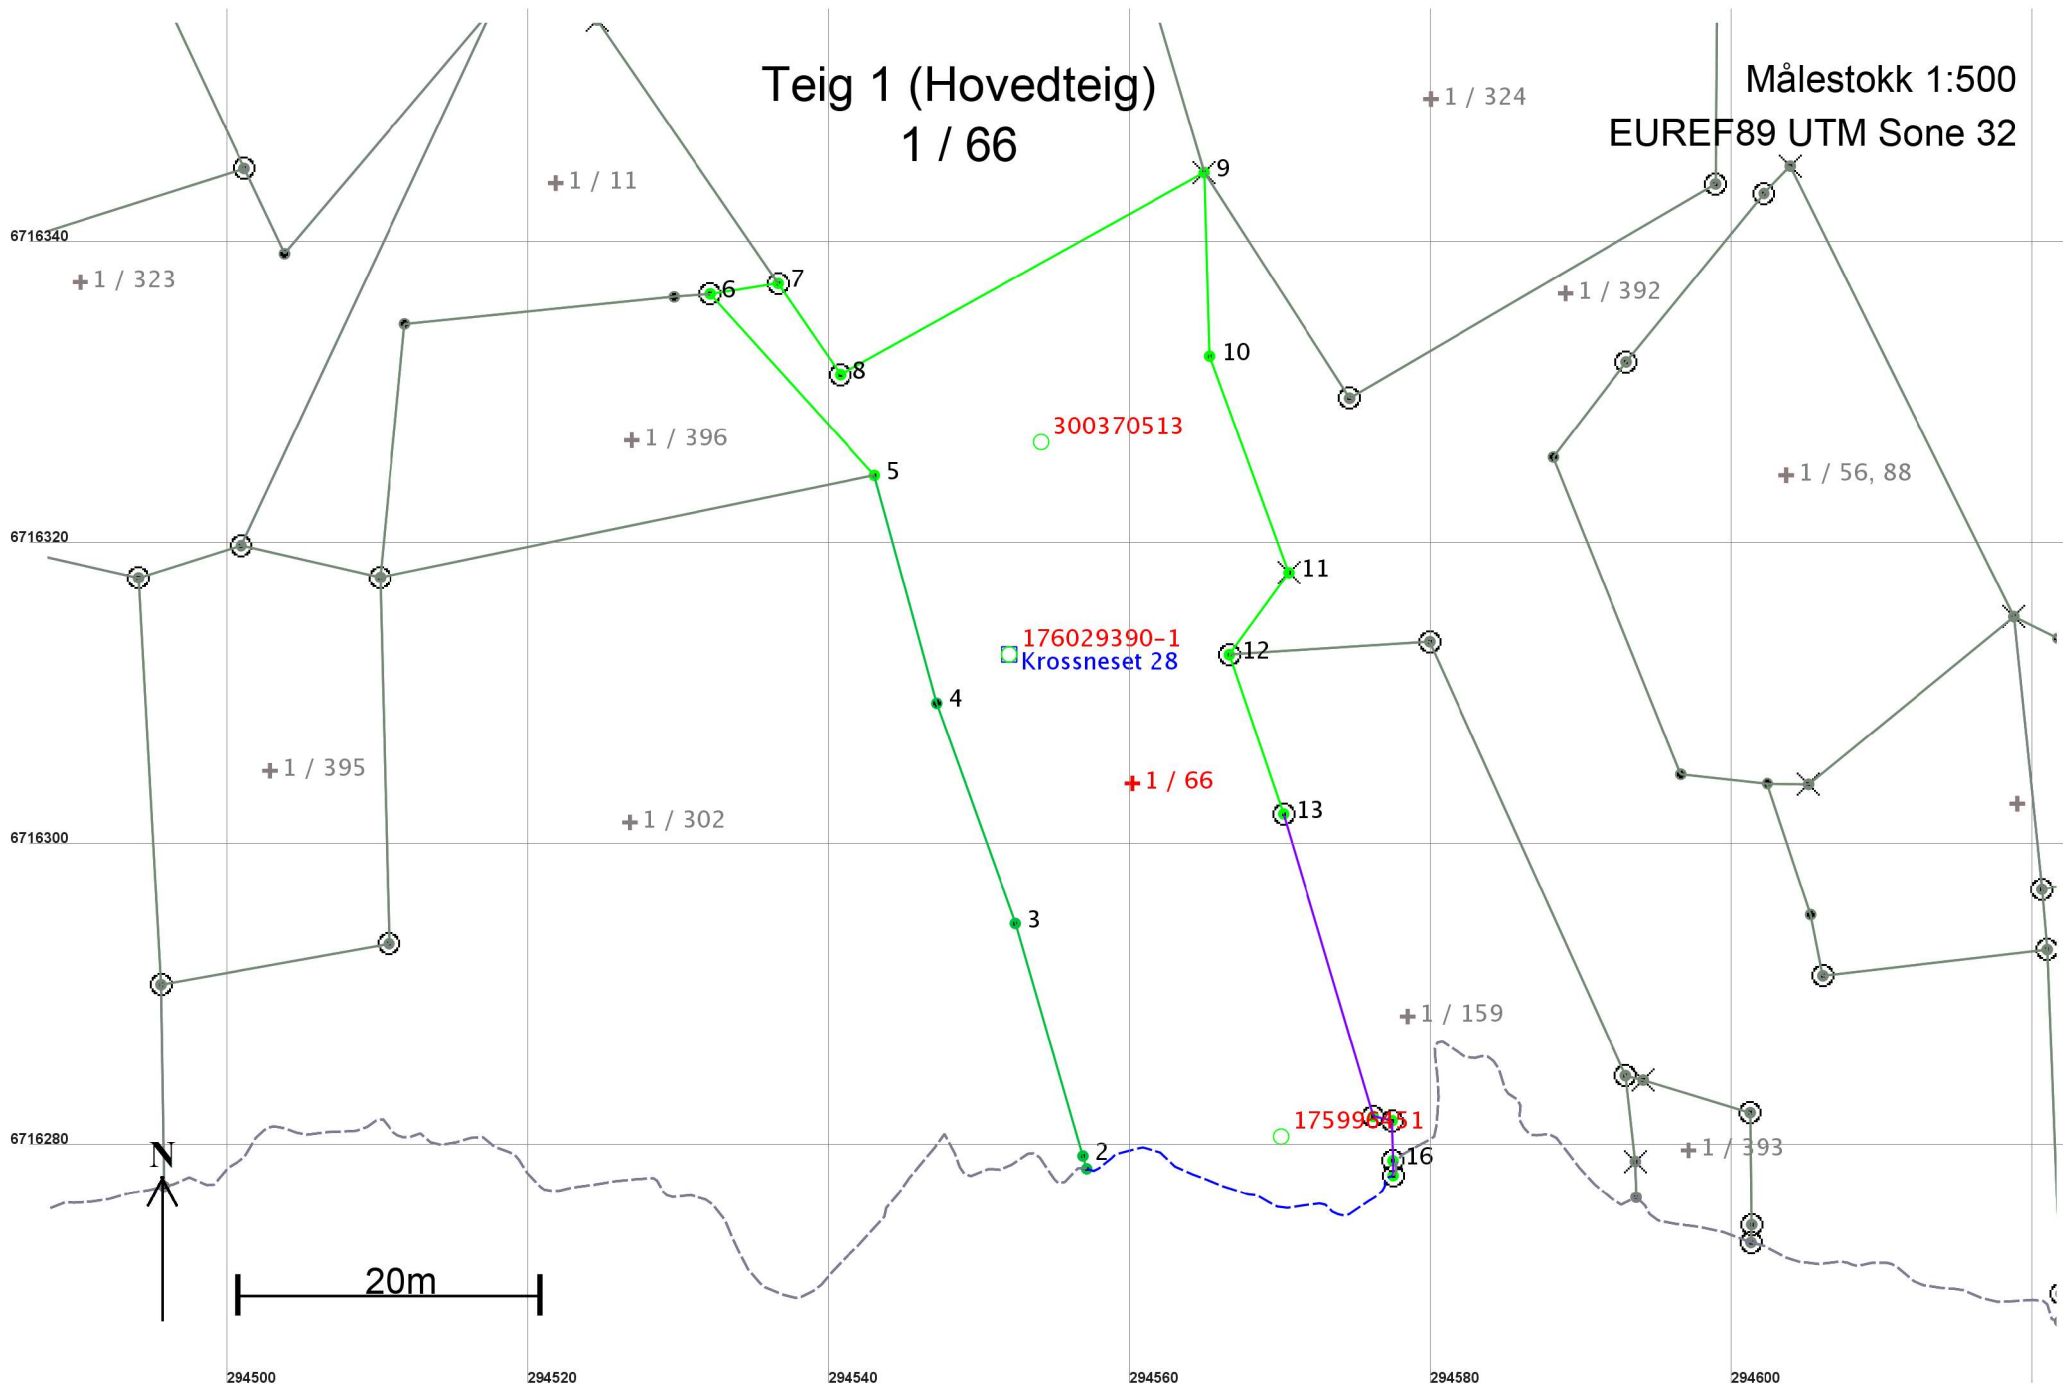 Teig 1 (Hovedteig)
1 / 66
Målestokk 1:500
EUREF89 UTM Sone 32
1 / 324
9
1 / 11
6716340
1 / 323
6
7
1 / 392
10
8
300370513
1 / 396
5
1 / 56, 88
6716320
11
176029390-1
Krossneset 28
12
4
1 / 395
1 / 66
1 / 302
13
6716300
3
1 / 159
6716280
N
2
16
1 / 393
20m
294500
294520
294540
294560
294580
294600